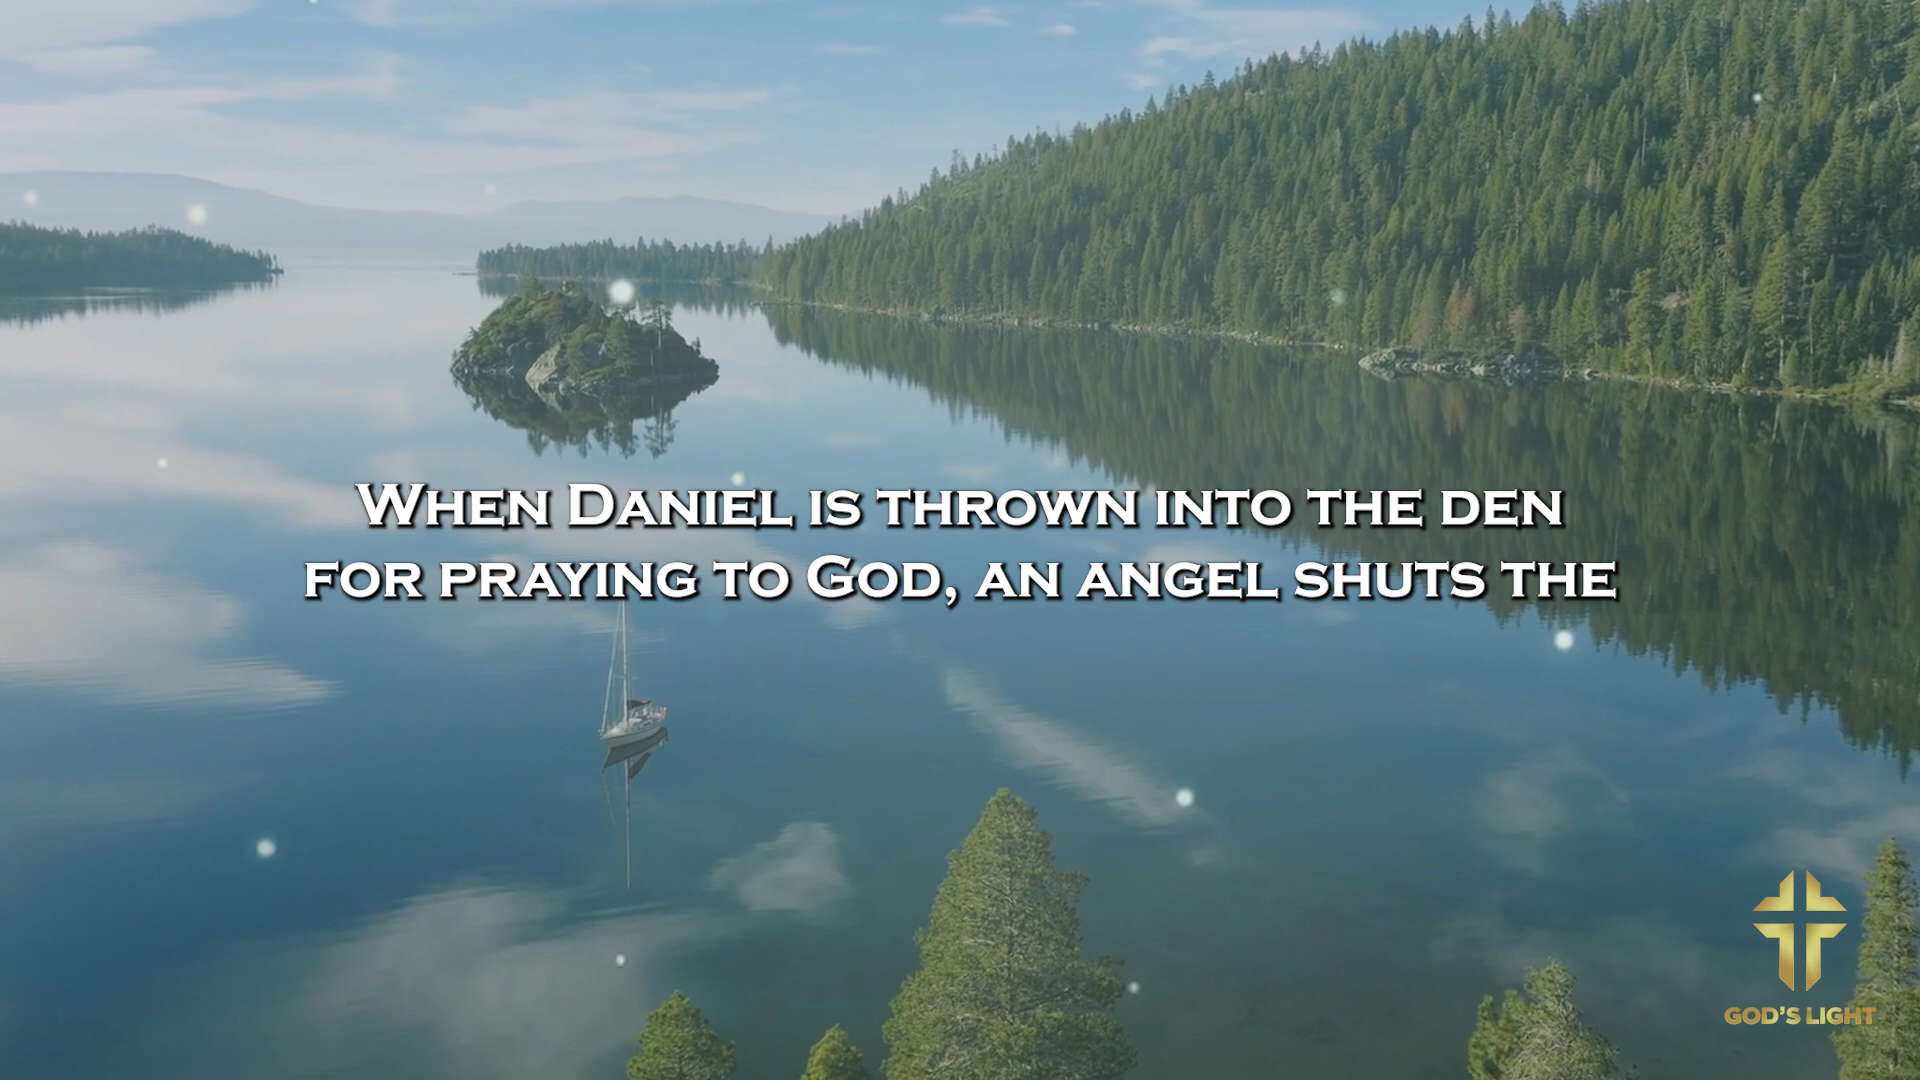 When Daniel is thrown into the den
for praying to God, an angel shuts the
GOD'S LIGHT